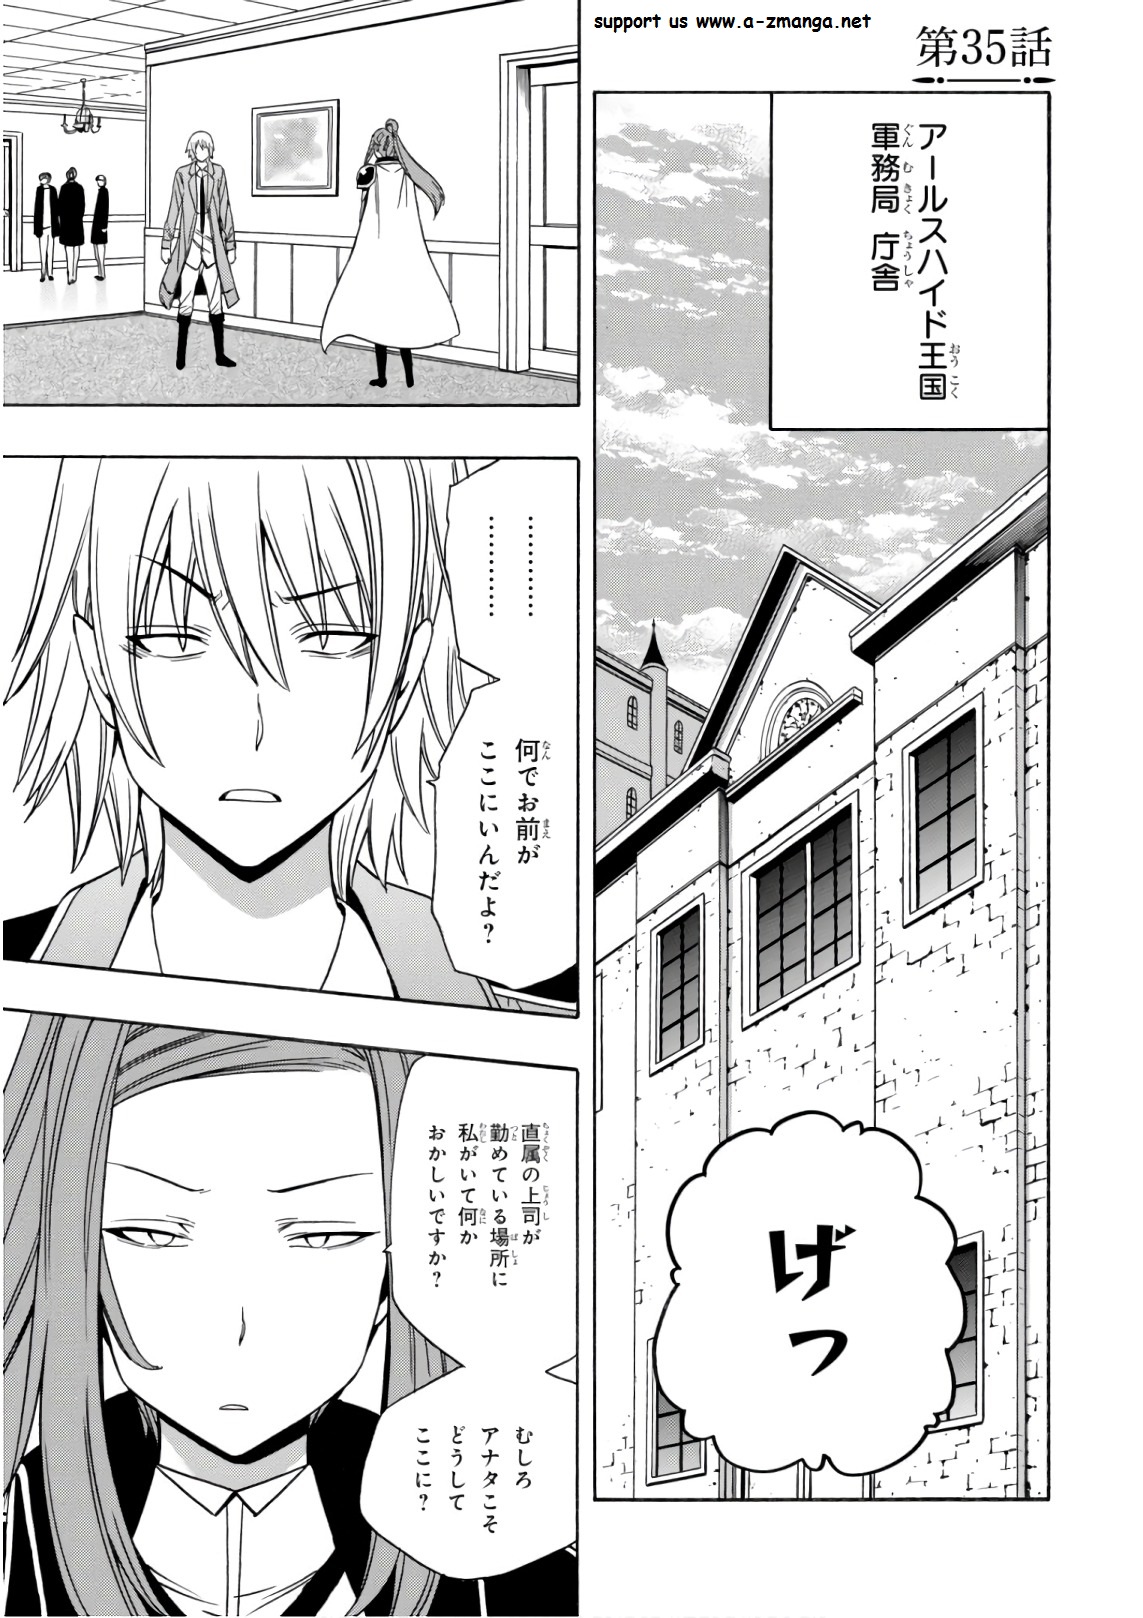 support us www.a-zmanga.net
第35話
アールスハイド王国
軍務局 庁舎
げっ
…………
…………
何でお前が
ここにいんだよ?
直属の上司が
勤めている場所に
私がいて何か
おかしいですか?
むしろ
アナタこそ
どうして
ここに?